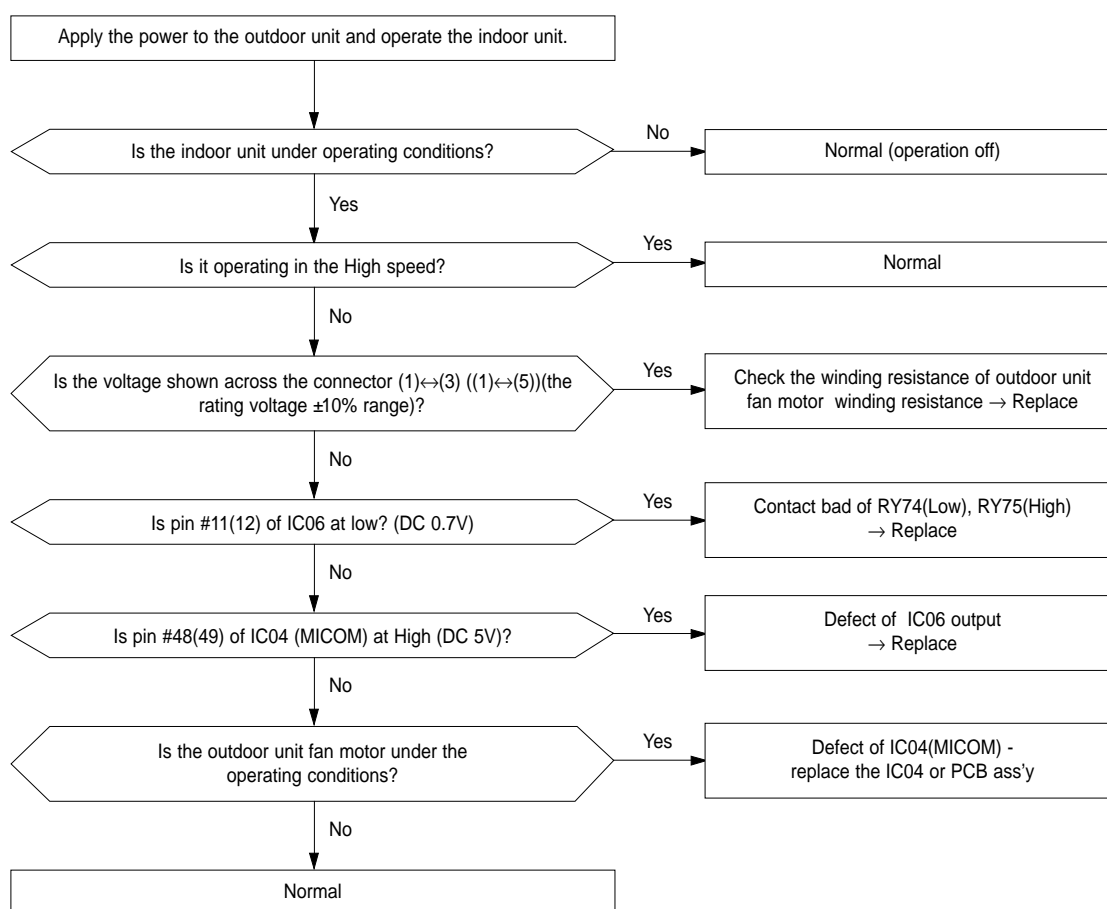 Apply the power to the outdoor unit and operate the indoor unit.
Is the indoor unit under operating conditions?
No
Normal (operation off)
Yes
Is it operating in the High speed?
Yes
Normal
No
Is the voltage shown across the connector (1)↔(3) ((1)↔(5))(the
rating voltage ±10% range)?
Yes
Check the winding resistance of outdoor unit
fan motor winding resistance → Replace
No
Is pin #11(12) of IC06 at low? (DC 0.7V)
Yes
Contact bad of RY74(Low), RY75(High)
→ Replace
No
Is pin #48(49) of IC04 (MICOM) at High (DC 5V)?
Yes
Defect of IC06 output
→ Replace
No
Is the outdoor unit fan motor under the
operating conditions?
Yes
Defect of IC04(MICOM) -
replace the IC04 or PCB ass'y
No
Normal